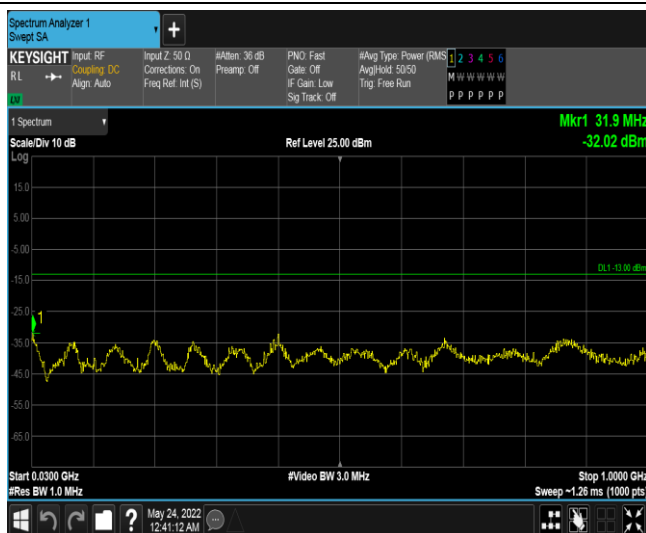 Spectrum Analyzer 1
Swept SA
+
KEYSIGHT Input: RF Input Z: 50 Ω #Atten: 36 dB PNO: Fast #Avg Type: Power (RMS 1 2 3 4 5 6
RL Coupling: DC Corrections: On Preamp: Off Gate: Off Avg|Hold: 50/50 M W W W W W
Align: Auto Freq Ref: Int (S) IF Gain: Low Trig: Free Run
Sig Track: Off P P P P P P
1 Spectrum Mkr1 31.9 MHz
Scale/Div 10 dB Ref Level 25.00 dBm -32.02 dBm
Log
15.0
5.00
-5.00
DL1 -13.00 dBm
-15.0
-25.0
1
-35.0
-45.0
-55.0
-65.0
Start 0.0300 GHz #Video BW 3.0 MHz Stop 1.0000 GHz
#Res BW 1.0 MHz Sweep ~1.26 ms (1000 pts)
? May 24, 2022
12:41:12 AM